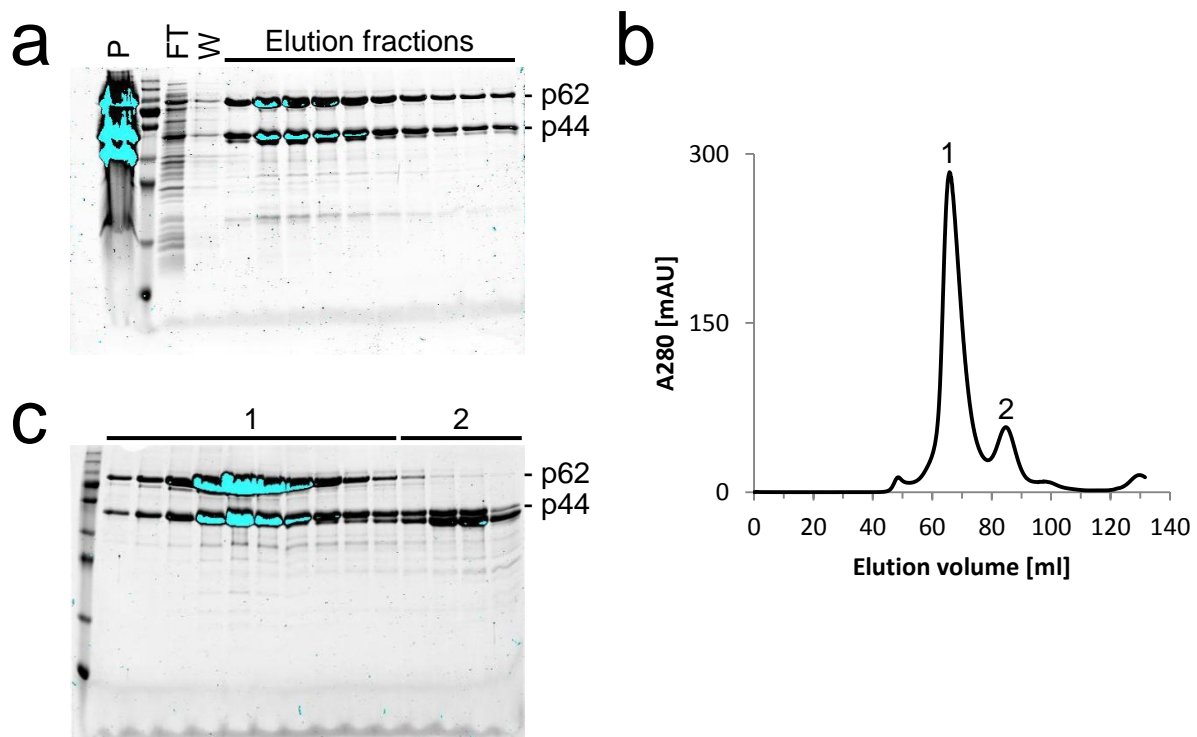 a
P
FT
W
Elution fractions
p62
p44
b
300
150
0
A280 [mAU]
1
2
0 20 40 60 80 100 120 140
Elution volume [ml]
c
1 2
p62
p44